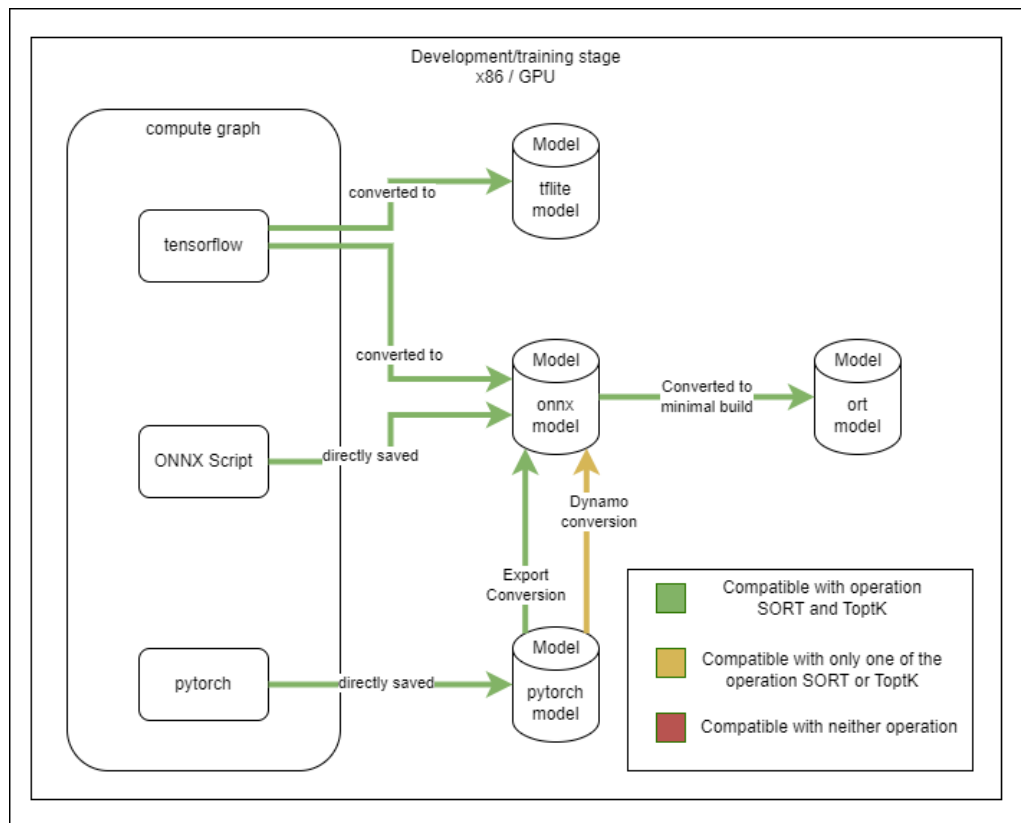 Development/training stage
x86 / GPU
compute graph
Model
tflite
model
converted to
tensorflow
converted to
Model
onnx
model
Converted to
minimal build
Model
ort
model
ONNX Script
directly saved
Dynamo
conversion
Export
Conversion
pytorch
directly saved
Model
pytorch
model
Compatible with operation
SORT and ToptK
Compatible with only one of the
operation SORT or ToptK
Compatible with neither operation